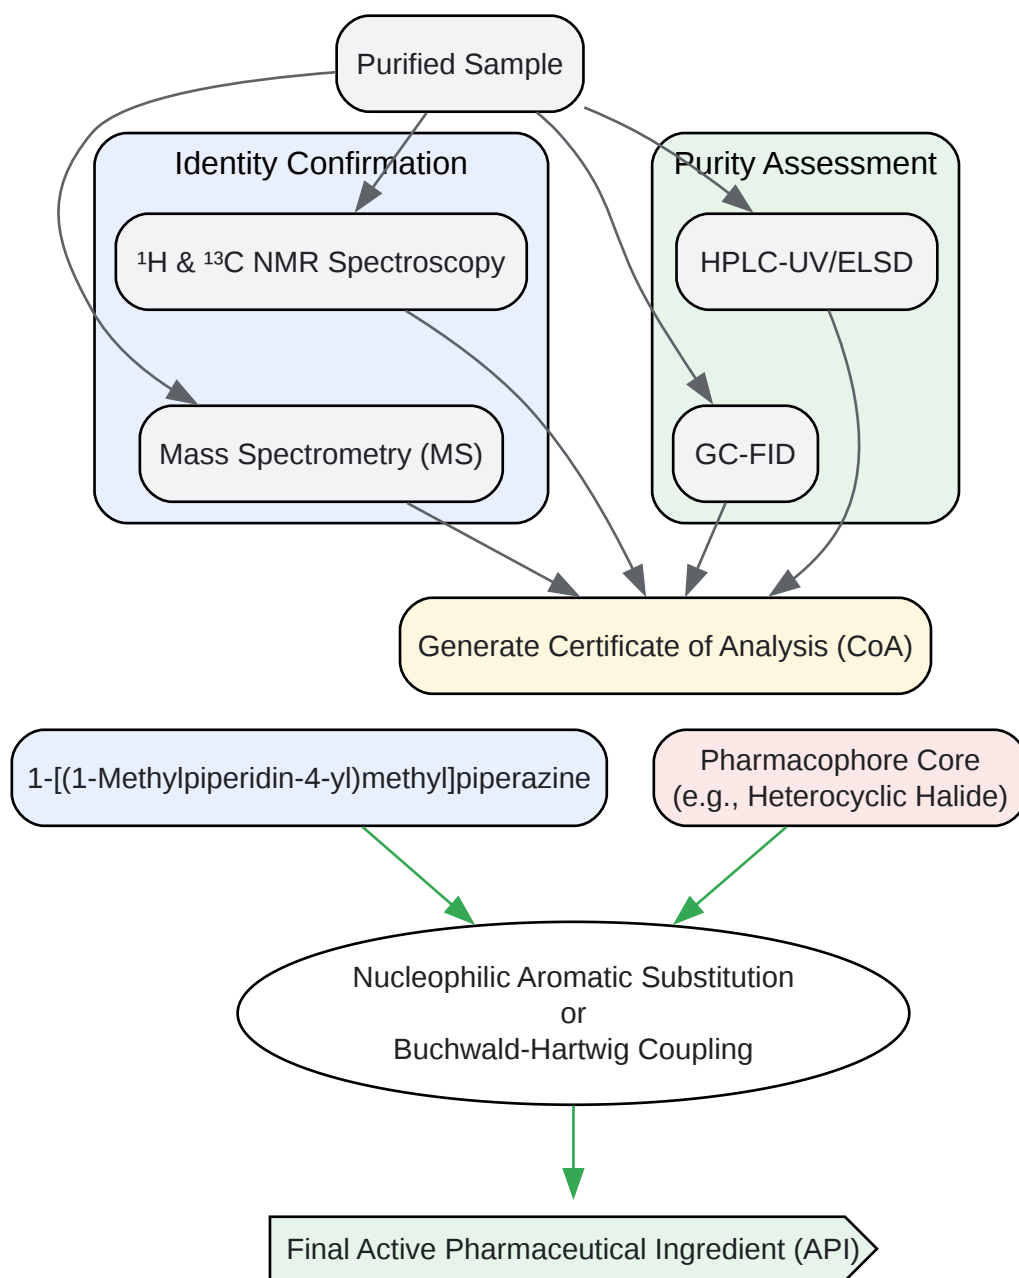 Purified Sample
Identity Confirmation
Purity Assessment
¹H & ¹³C NMR Spectroscopy
HPLC-UV/ELSD
Mass Spectrometry (MS)
GC-FID
Generate Certificate of Analysis (CoA)
1-[(1-Methylpiperidin-4-yl)methyl]piperazine
Pharmacophore Core
(e.g., Heterocyclic Halide)
Nucleophilic Aromatic Substitution
or
Buchwald-Hartwig Coupling
Final Active Pharmaceutical Ingredient (API)